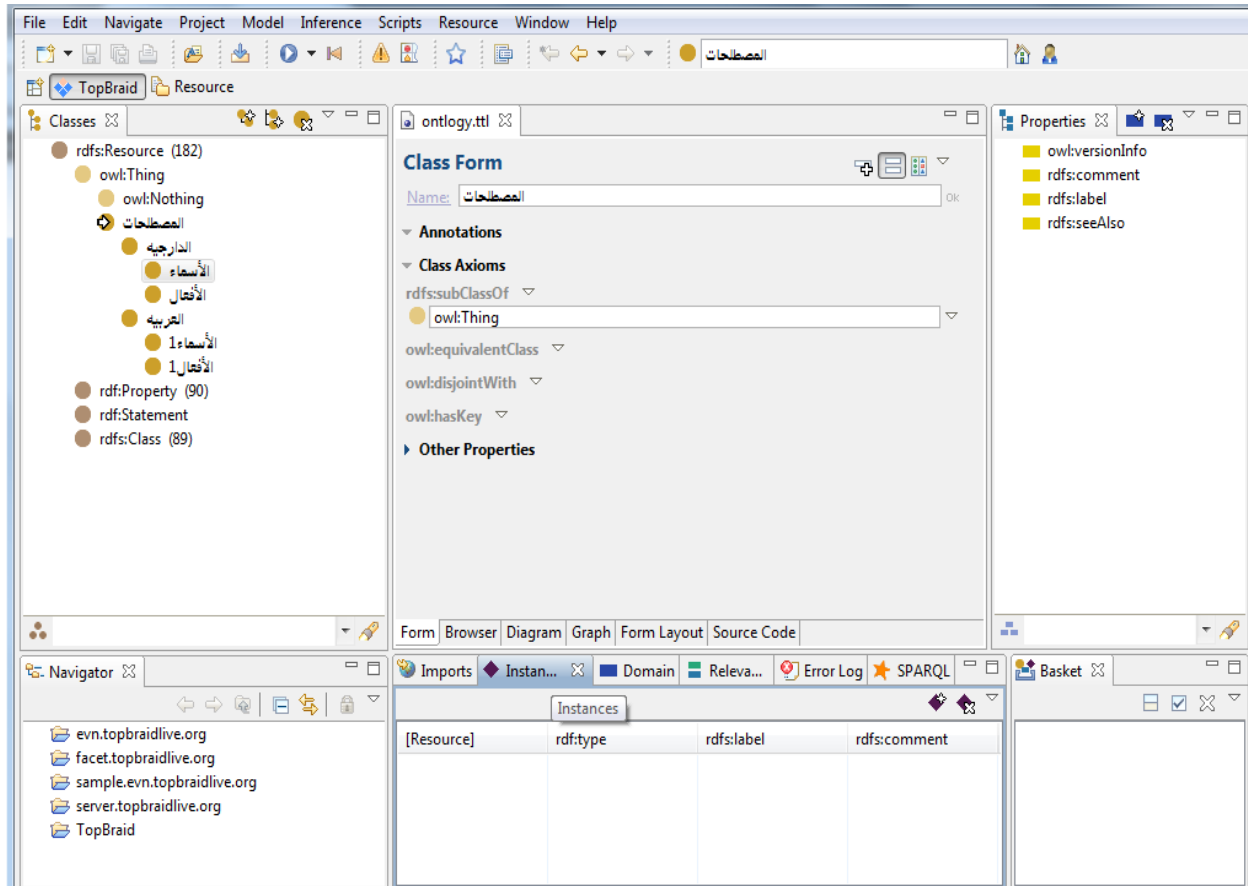 File Edit Navigate Project Model Inference Scripts Resource Window Help
المصطلحات
TopBraid Resource
Classes
rdfs:Resource (182)
owl:Thing
owl:Nothing
المصطلحات
الدارجيه
الأسماء
الأفعال
العربيه
الأسماء1
الأفعال1
rdf:Property (90)
rdf:Statement
rdfs:Class (89)
ontlogy.ttl
Class Form
Name: المصطلحات OK
Annotations
Class Axioms
rdfs:subClassOf
owl:Thing
owl:equivalentClass
owl:disjointWith
owl:hasKey
Other Properties
Form Browser Diagram Graph Form Layout Source Code
Properties
owl:versionInfo
rdfs:comment
rdfs:label
rdfs:seeAlso
Navigator
evn.topbraidlive.org
facet.topbraidlive.org
sample.evn.topbraidlive.org
server.topbraidlive.org
TopBraid
Imports Instan... Domain Releva... Error Log SPARQL
Instances
[Resource] rdf:type rdfs:label rdfs:comment
Basket